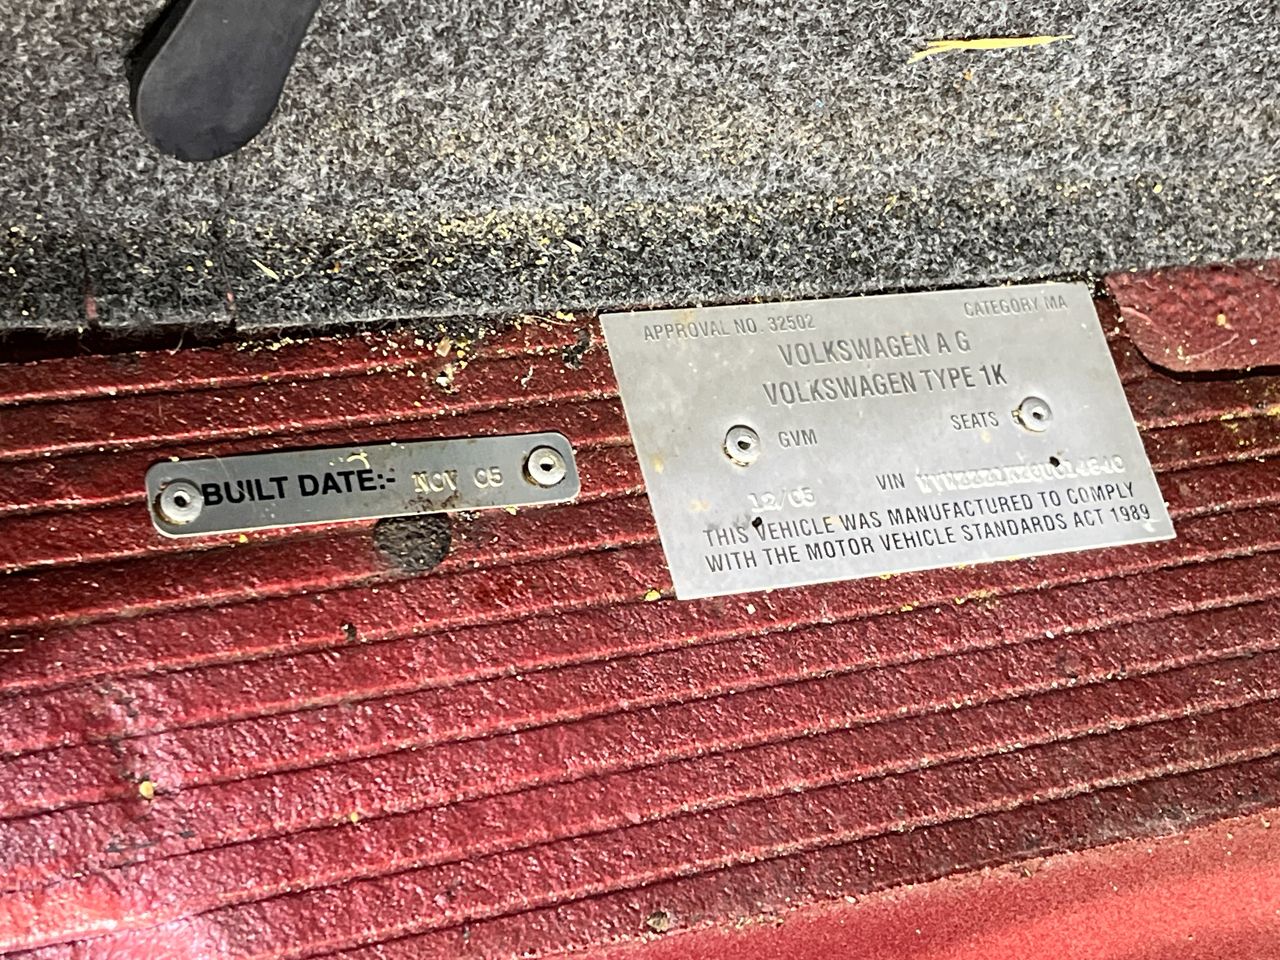 BUILT DATE:- NOV 05
APPROVAL NO. 32502 CATEGORY MA
VOLKSWAGEN A G
VOLKSWAGEN TYPE 1K
GVM SEATS
12/05 VIN
THIS VEHICLE WAS MANUFACTURED TO COMPLY
WITH THE MOTOR VEHICLE STANDARDS ACT 1989